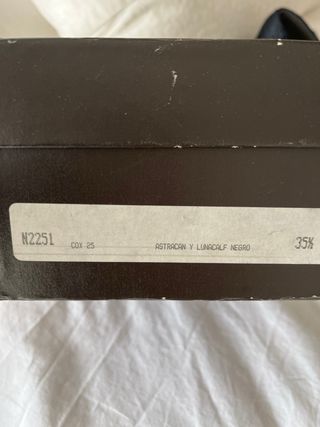 N2251 COX 25 ASTRACAN Y LUNACALF NEGRO 35½